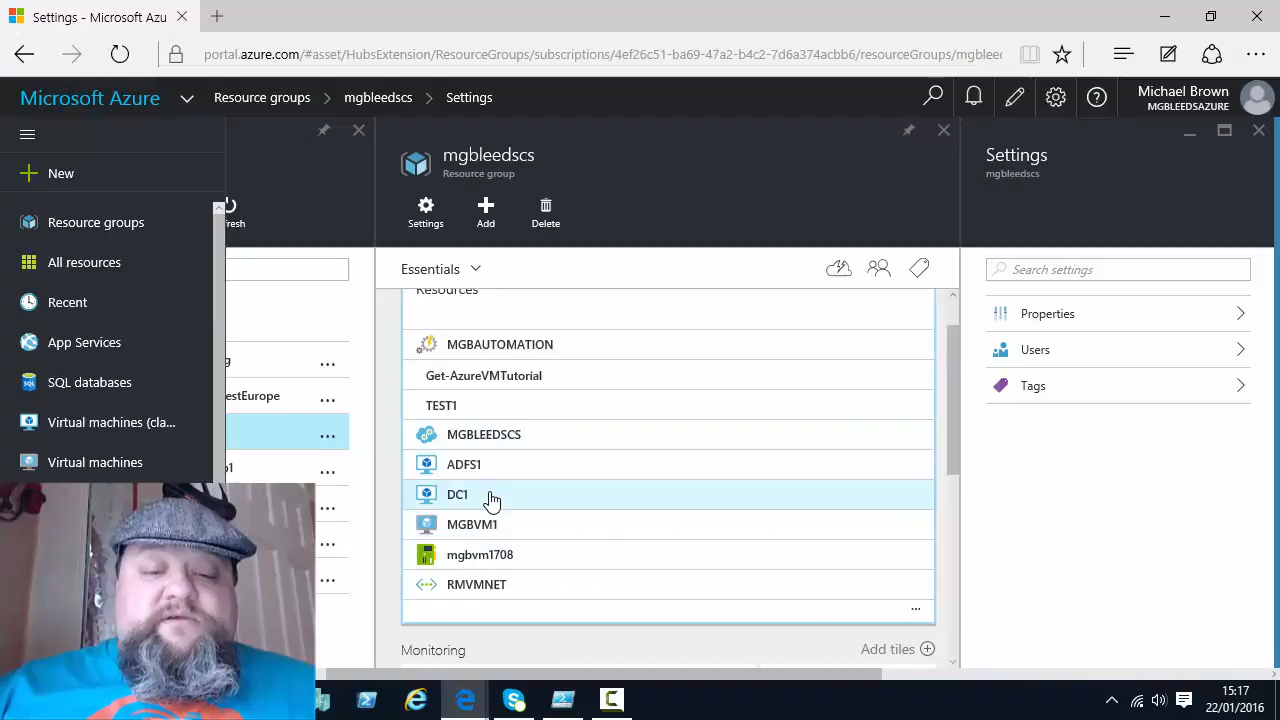 Settings - Microsoft Azu
portal.azure.com/#asset/HubsExtension/ResourceGroups/subscriptions/4ef26c51-ba69-47a2-b4c2-7d6a374acbb6/resourceGroups/mgbleedsc
Microsoft Azure
Resource groups
mgbleedscs
Settings
Michael Brown
MGBLEEDSAZURE
New
Resource groups
All resources
Recent
App Services
SQL databases
Virtual machines (cla...
Virtual machines
fresh
g
estEurope
b1
mgbleedscs
Resource group
Settings
Add
Delete
Essentials
Resources
MGBAUTOMATION
Get-AzureVMTutorial
TEST1
MGBLEEDSCS
ADFS1
DC1
MGBVM1
mgbvm1708
RMVMNET
...
Monitoring
Add tiles
Settings
mgbleedscs
Search settings
Properties
Users
Tags
15:17
22/01/2016